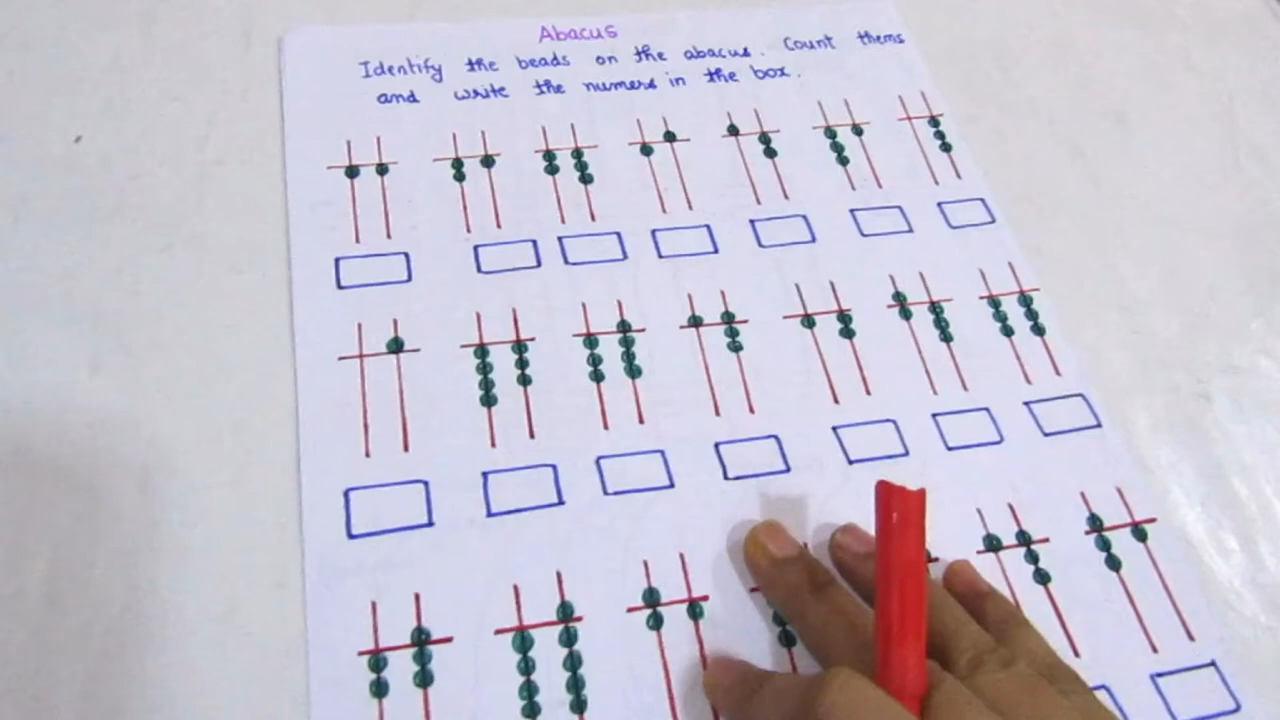 Abacus
Identify the beads on the abacus. Count thems
and write the numers in the box.